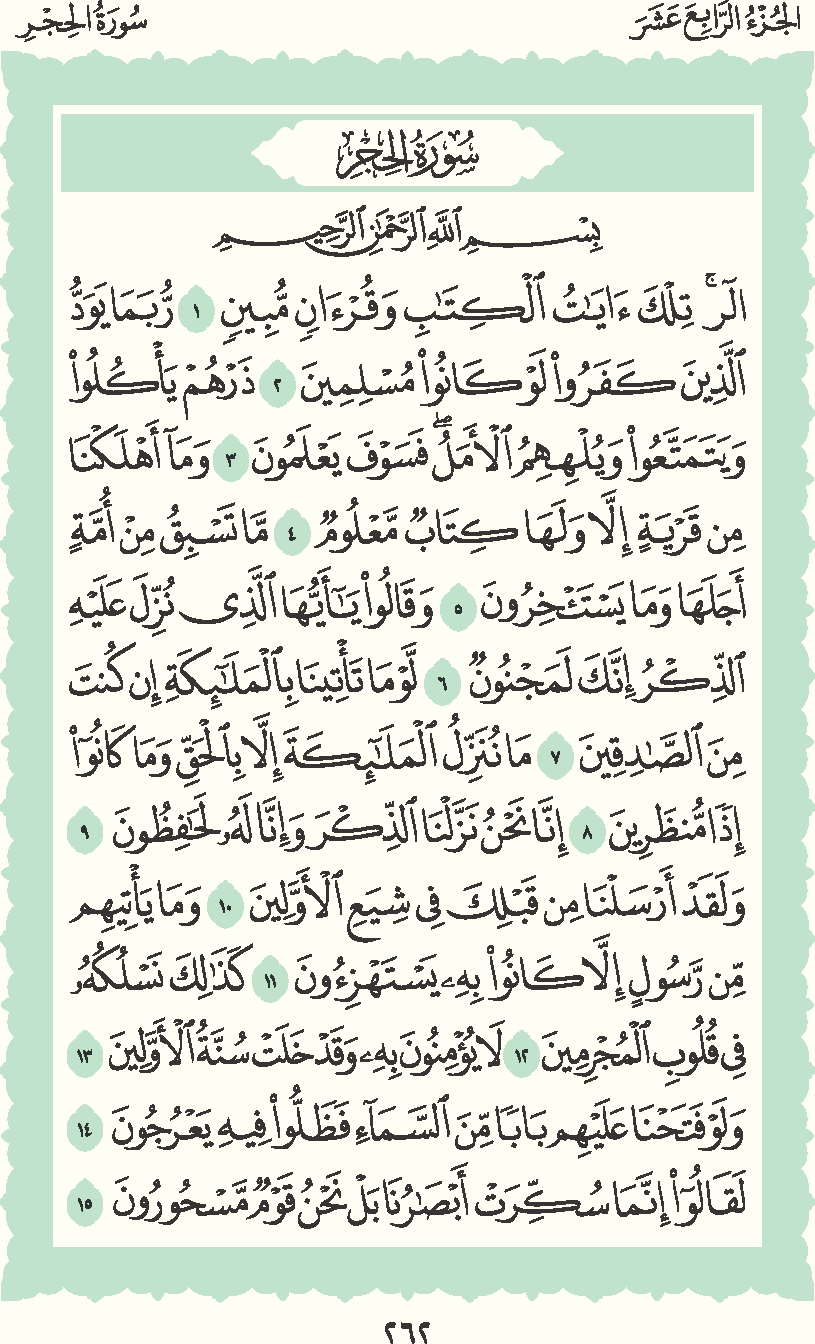 الجُزْءُ الرَّابِعَ عَشَرَ
سُورَةُ الحِجْرِ
سُورَةُ الحِجْرِ
بِسْمِ ٱللَّهِ ٱلرَّحْمَٰنِ ٱلرَّحِيمِ
الٓرۚ تِلْكَ ءَايَٰتُ ٱلْكِتَٰبِ وَقُرْءَانٖ مُّبِينٖ ١ رُّبَمَا يَوَدُّ
ٱلَّذِينَ كَفَرُواْ لَوْ كَانُواْ مُسْلِمِينَ ٢ ذَرْهُمْ يَأْكُلُواْ
وَيَتَمَتَّعُواْ وَيُلْهِهِمُ ٱلْأَمَلُۖ فَسَوْفَ يَعْلَمُونَ ٣ وَمَآ أَهْلَكْنَا
مِن قَرْيَةٍ إِلَّا وَلَهَا كِتَابٞ مَّعْلُومٞ ٤ مَّا تَسْبِقُ مِنْ أُمَّةٍ
أَجَلَهَا وَمَا يَسْتَـْٔخِرُونَ ٥ وَقَالُواْ يَٰٓأَيُّهَا ٱلَّذِى نُزِّلَ عَلَيْهِ
ٱلذِّكْرُ إِنَّكَ لَمَجْنُونٞ ٦ لَّوْمَا تَأْتِينَا بِٱلْمَلَٰٓئِكَةِ إِن كُنتَ
مِنَ ٱلصَّٰدِقِينَ ٧ مَا نُنَزِّلُ ٱلْمَلَٰٓئِكَةَ إِلَّا بِٱلْحَقِّ وَمَا كَانُوٓاْ
إِذٗا مُّنظَرِينَ ٨ إِنَّا نَحْنُ نَزَّلْنَا ٱلذِّكْرَ وَإِنَّا لَهُۥ لَحَٰفِظُونَ ٩
وَلَقَدْ أَرْسَلْنَا مِن قَبْلِكَ فِى شِيَعِ ٱلْأَوَّلِينَ ١٠ وَمَا يَأْتِيهِم
مِّن رَّسُولٍ إِلَّا كَانُواْ بِهِۦ يَسْتَهْزِءُونَ ١١ كَذَٰلِكَ نَسْلُكُهُۥ
فِى قُلُوبِ ٱلْمُجْرِمِينَ ١٢ لَا يُؤْمِنُونَ بِهِۦ وَقَدْ خَلَتْ سُنَّةُ ٱلْأَوَّلِينَ ١٣
وَلَوْ فَتَحْنَا عَلَيْهِم بَابٗا مِّنَ ٱلسَّمَآءِ فَظَلُّواْ فِيهِ يَعْرُجُونَ ١٤
لَقَالُوٓاْ إِنَّمَا سُكِّرَتْ أَبْصَٰرُنَا بَلْ نَحْنُ قَوْمٞ مَّسْحُورُونَ ١٥
٢٦٢